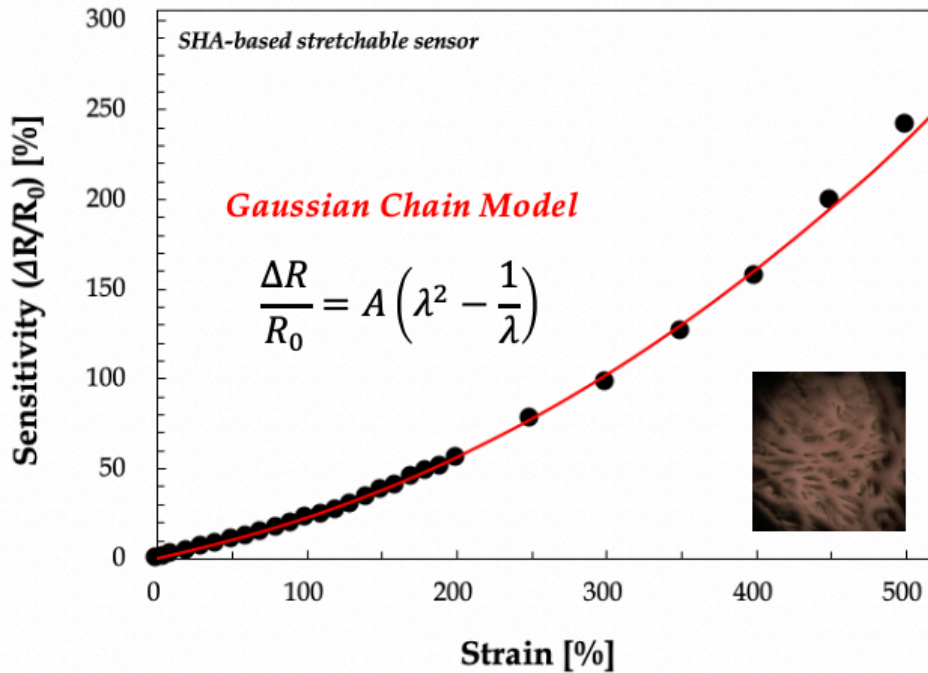 300
SHA-based stretchable sensor
250
200
Gaussian Chain Model
ΔR/R₀ = A(λ² − 1/λ)
150
100
50
0
Sensitivity (ΔR/R₀) [%]
0 100 200 300 400 500
Strain [%]